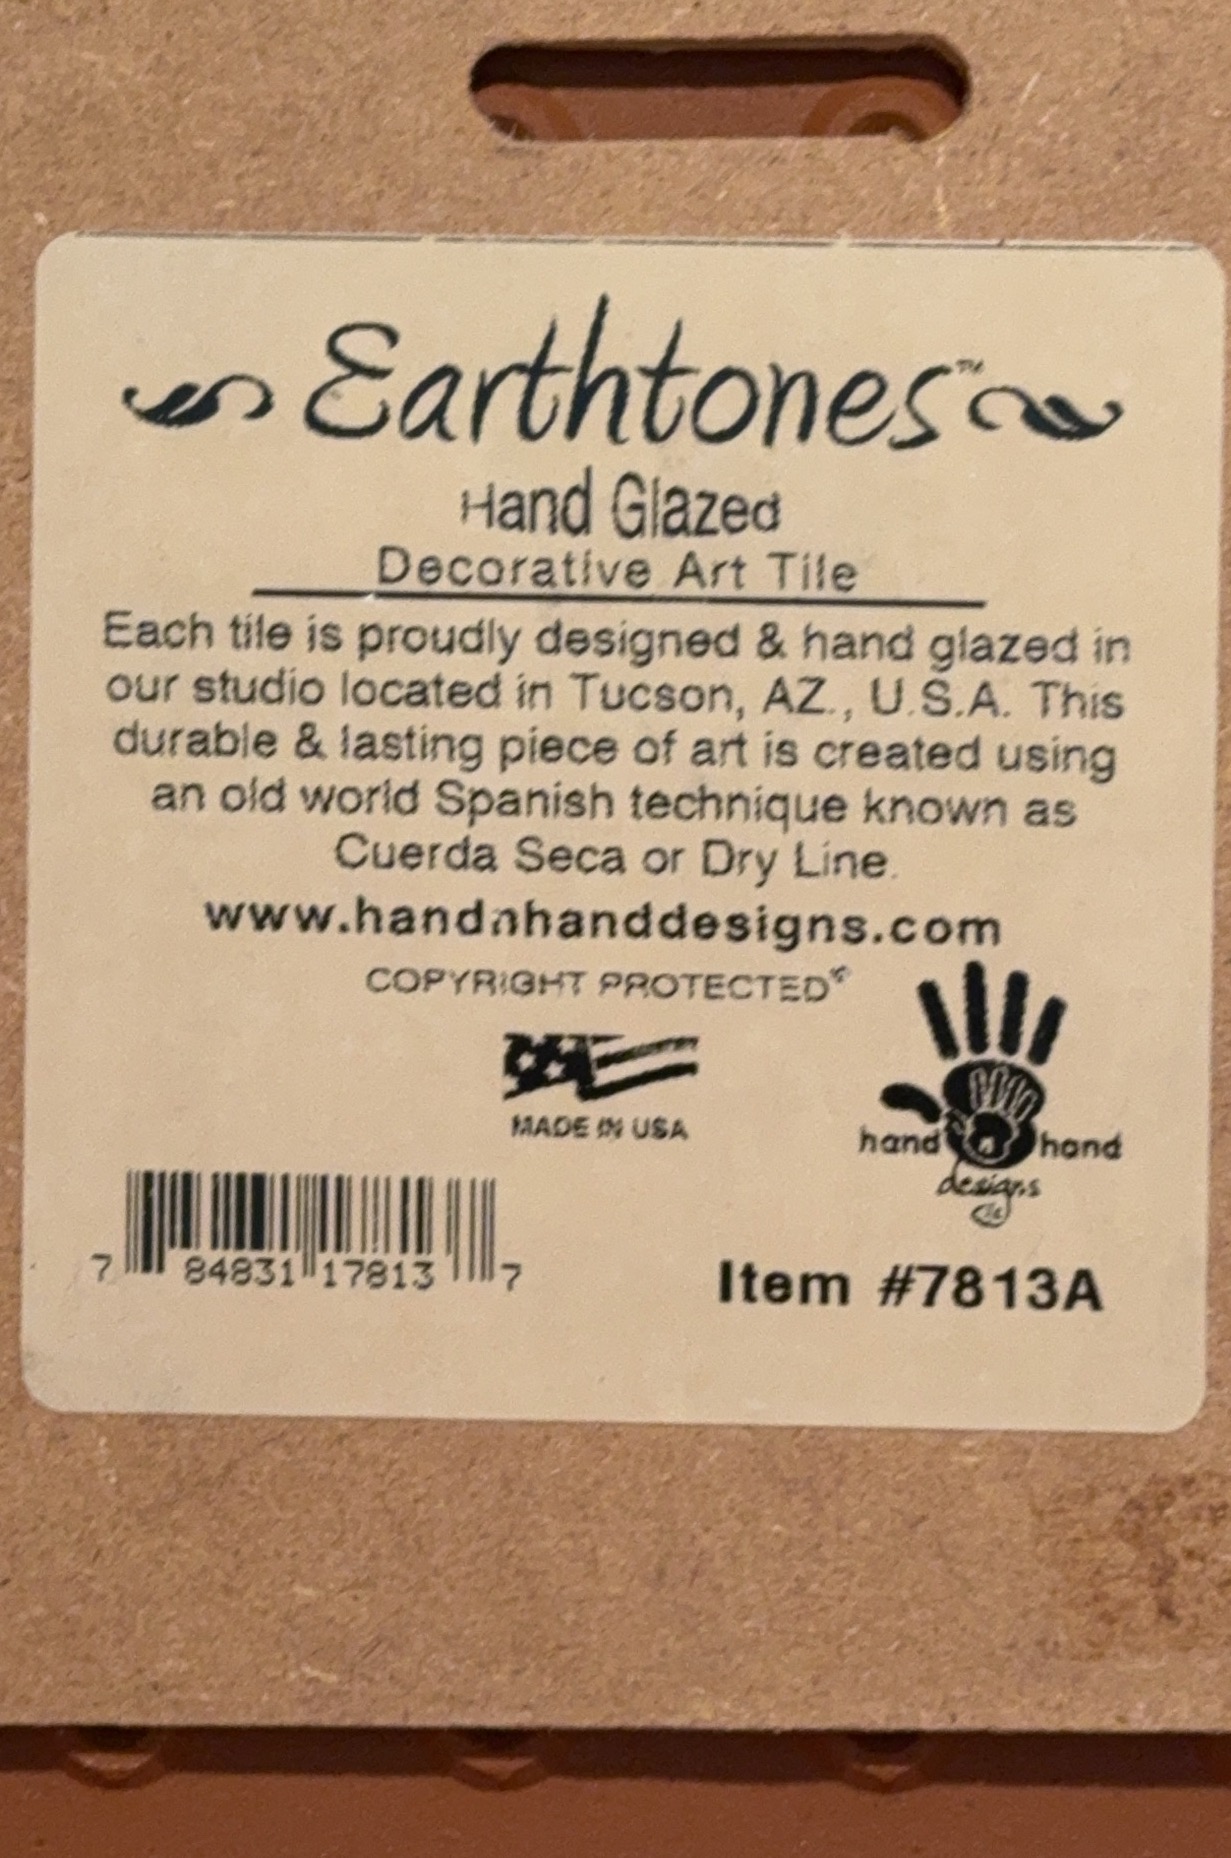 Earthtones™
Hand Glazed
Decorative Art Tile
Each tile is proudly designed & hand glazed in
our studio located in Tucson, AZ., U.S.A. This
durable & lasting piece of art is created using
an old world Spanish technique known as
Cuerda Seca or Dry Line.
www.handnhanddesigns.com
COPYRIGHT PROTECTED©
MADE IN USA
hand n hand
designs
llc
7 84831 17813 7
Item #7813A